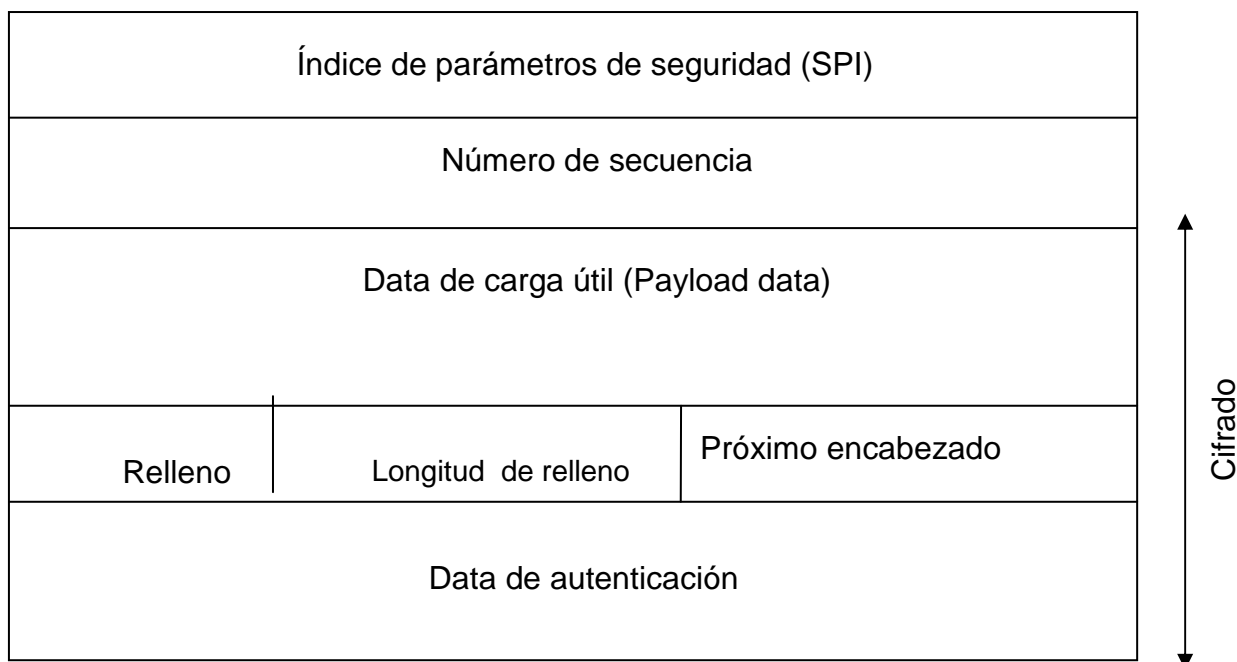 Índice de parámetros de seguridad (SPI)
Número de secuencia
Data de carga útil (Payload data)
Relleno
Longitud de relleno
Próximo encabezado
Data de autenticación
Cifrado